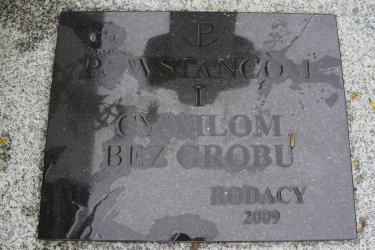 POWSTAŃCOM
I
CYWILOM
BEZ GROBU
RODACY
2009